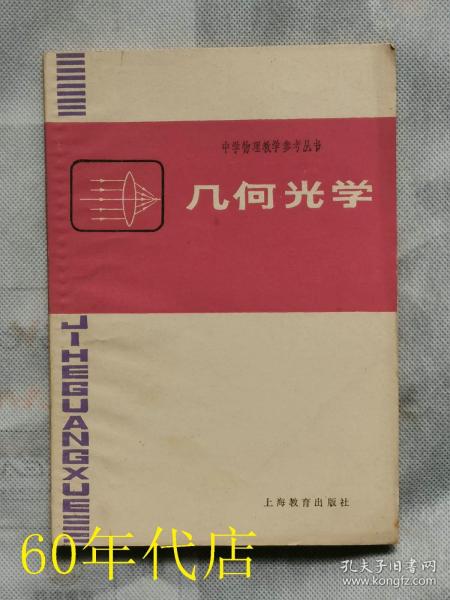 中学物理教学参考丛书
几何光学
JIHEGUANGXUE
上海教育出版社
60年代店
孔夫子旧书网
www.kongfz.com